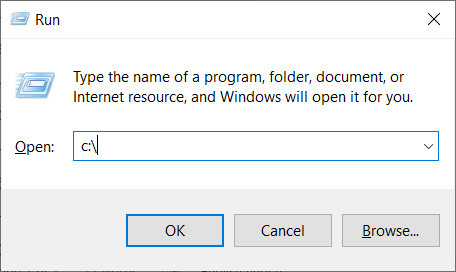 Run
Type the name of a program, folder, document, or
Internet resource, and Windows will open it for you.
Open: c:\
OK Cancel Browse...